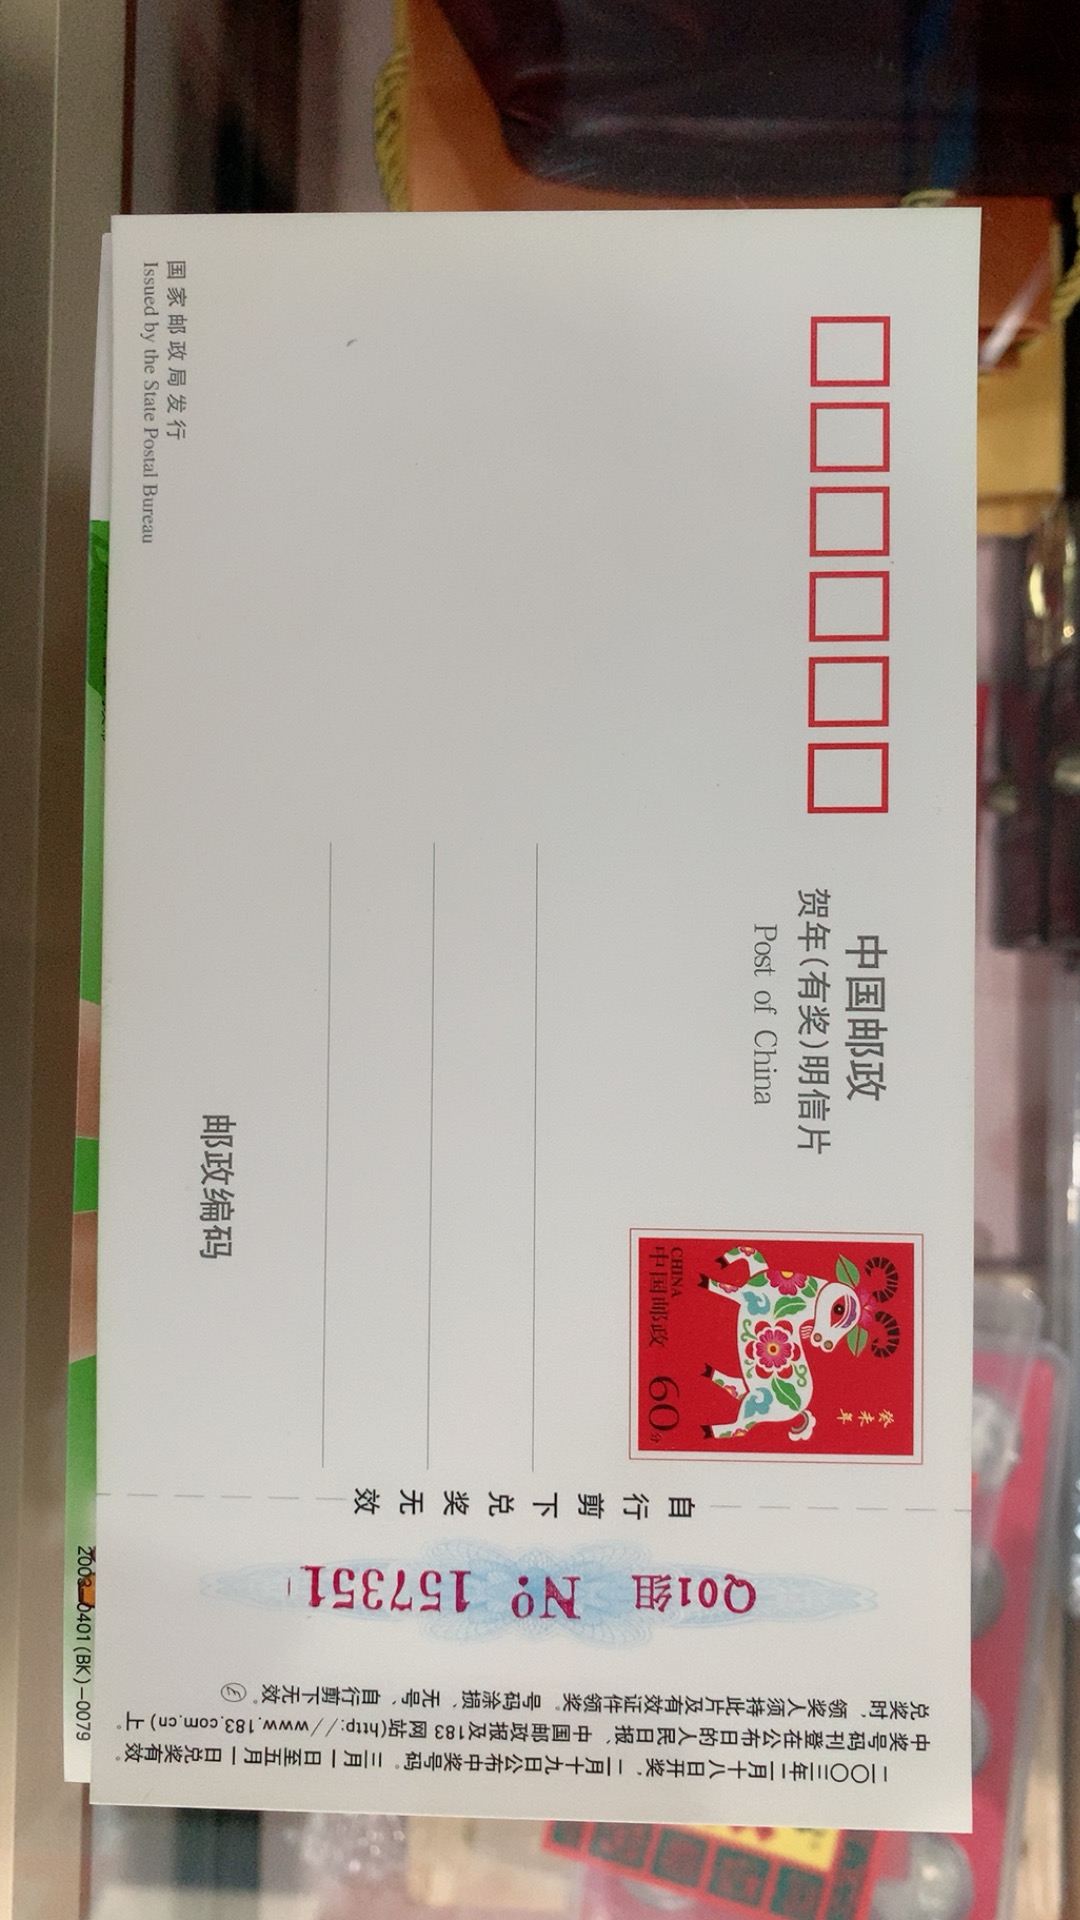 中国邮政
贺年(有奖)明信片
Post of China
CHINA
中国邮政 60分
癸未年
邮政编码
国家邮政局发行
Issued by the State Postal Bureau
自行剪下兑奖无效
Q01组 № 157351
二〇〇三年二月十八日开奖，二月十九日公布中奖号码。三月一日至五月一日兑奖有效。
中奖号码刊登在公布日的人民日报、中国邮政报及183网站(http://www.183.com.cn)上。
兑奖时，领奖人须持此片及有效证件领奖。号码涂损、无号、自行剪下无效。
2003-0401(BK)-0079